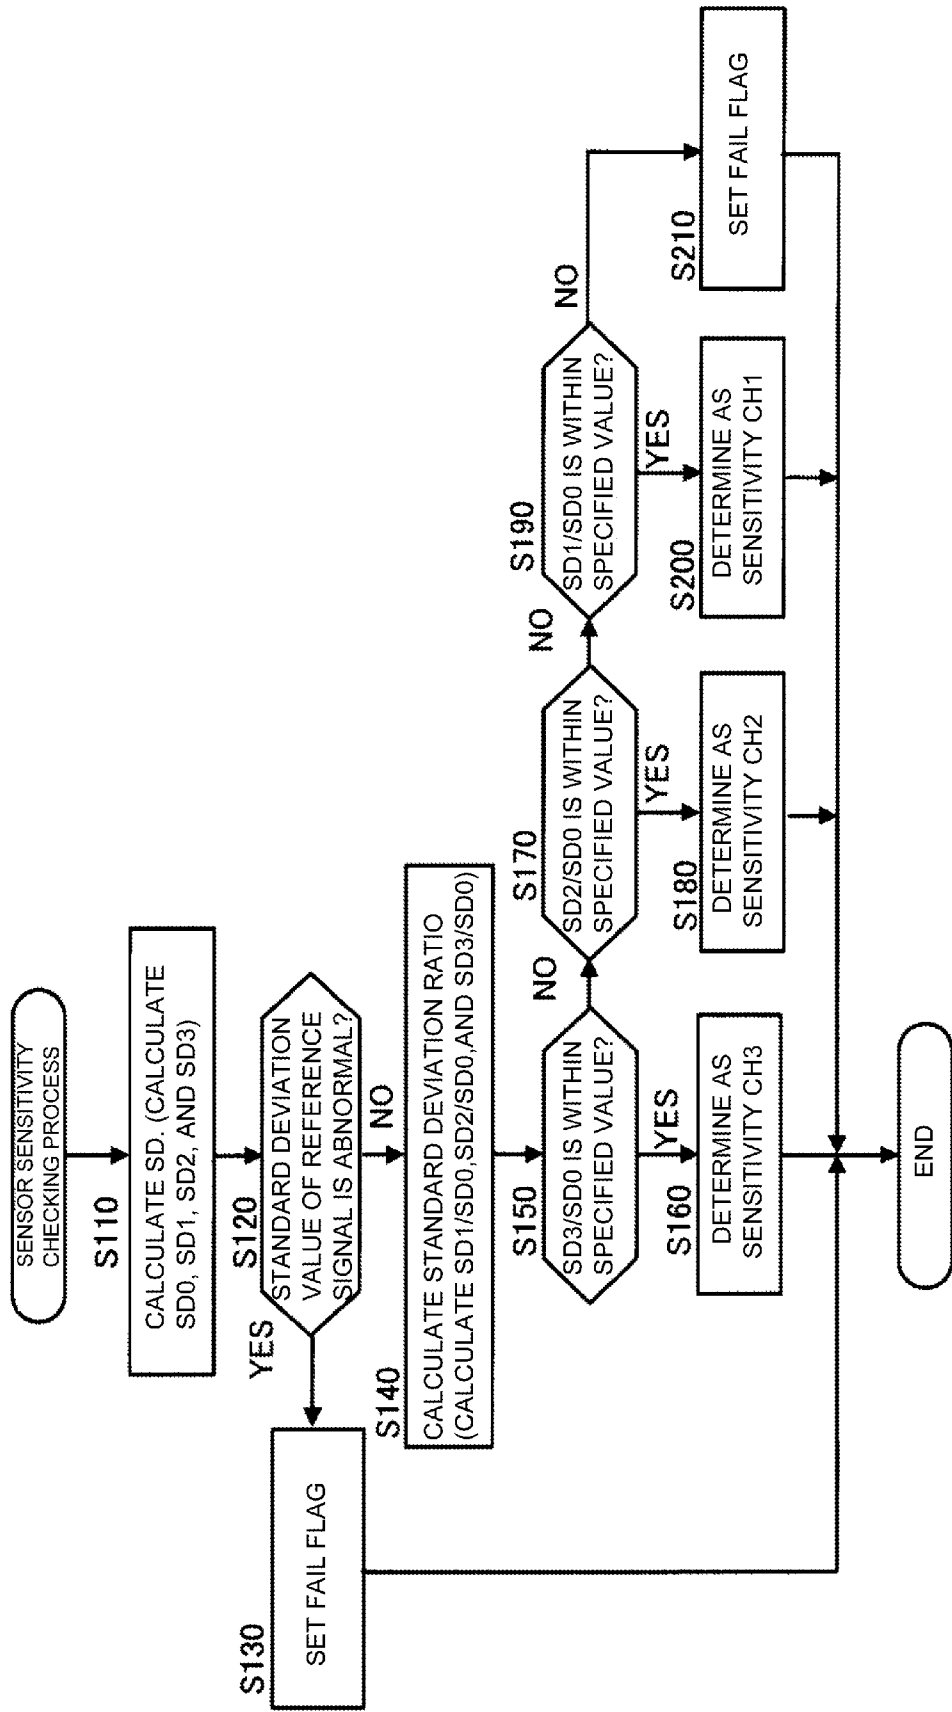 SENSOR SENSITIVITY
CHECKING PROCESS
S110
CALCULATE SD. (CALCULATE
SD0, SD1, SD2, AND SD3)
S120
STANDARD DEVIATION
VALUE OF REFERENCE
SIGNAL IS ABNORMAL?
YES
NO
S130
SET FAIL FLAG
S140
CALCULATE STANDARD DEVIATION RATIO
(CALCULATE SD1/SD0,SD2/SD0,AND SD3/SD0)
S150
SD3/SD0 IS WITHIN
SPECIFIED VALUE?
NO
YES
S160
DETERMINE AS
SENSITIVITY CH3
S170
SD2/SD0 IS WITHIN
SPECIFIED VALUE?
NO
YES
S180
DETERMINE AS
SENSITIVITY CH2
S190
SD1/SD0 IS WITHIN
SPECIFIED VALUE?
NO
YES
S200
DETERMINE AS
SENSITIVITY CH1
S210
SET FAIL FLAG
END